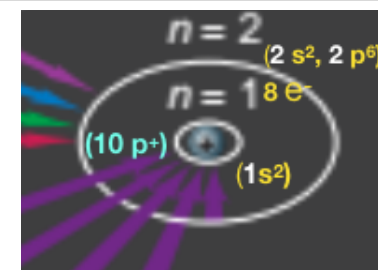 n = 2
(2 s², 2 p⁶)
n = 1 8 e⁻
(10 p+) +
(1s²)